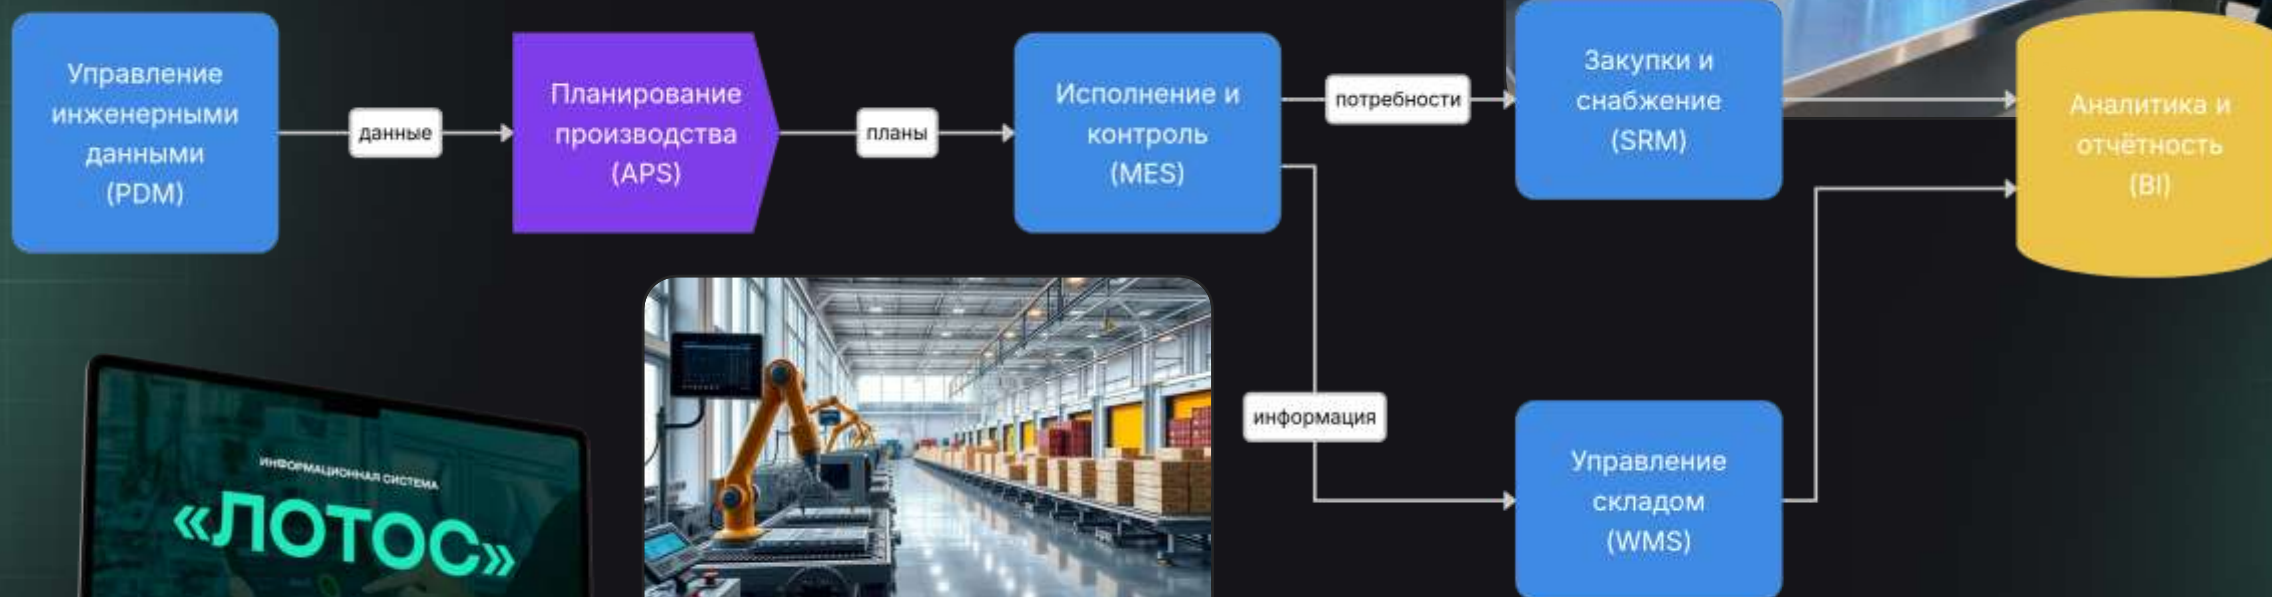 Управление
инженерными
данными
(PDM)
данные
Планирование
производства
(APS)
планы
Исполнение и
контроль
(MES)
потребности
Закупки и
снабжение
(SRM)
Аналитика и
отчётность
(BI)
информация
Управление
складом
(WMS)
ИНФОРМАЦИОННАЯ СИСТЕМА
«ЛОТОС»